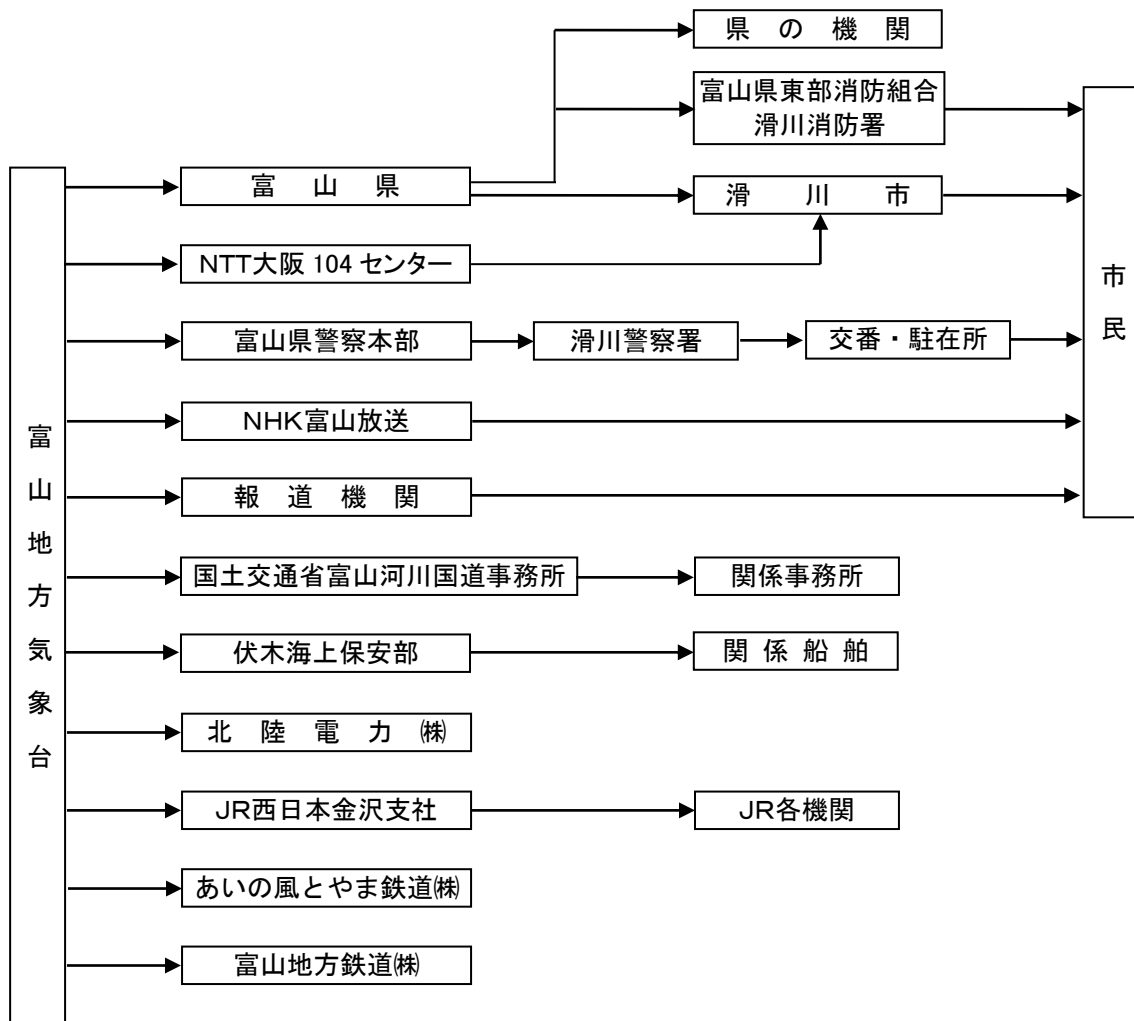 県の機関
富山県東部消防組合
滑川消防署
富山県
滑川市
NTT大阪 104 センター
富山県警察本部
滑川警察署
交番・駐在所
市民
NHK富山放送
報道機関
富山地方気象台
国土交通省富山河川国道事務所
関係事務所
伏木海上保安部
関係船舶
北陸電力㈱
JR西日本金沢支社
JR各機関
あいの風とやま鉄道㈱
富山地方鉄道㈱